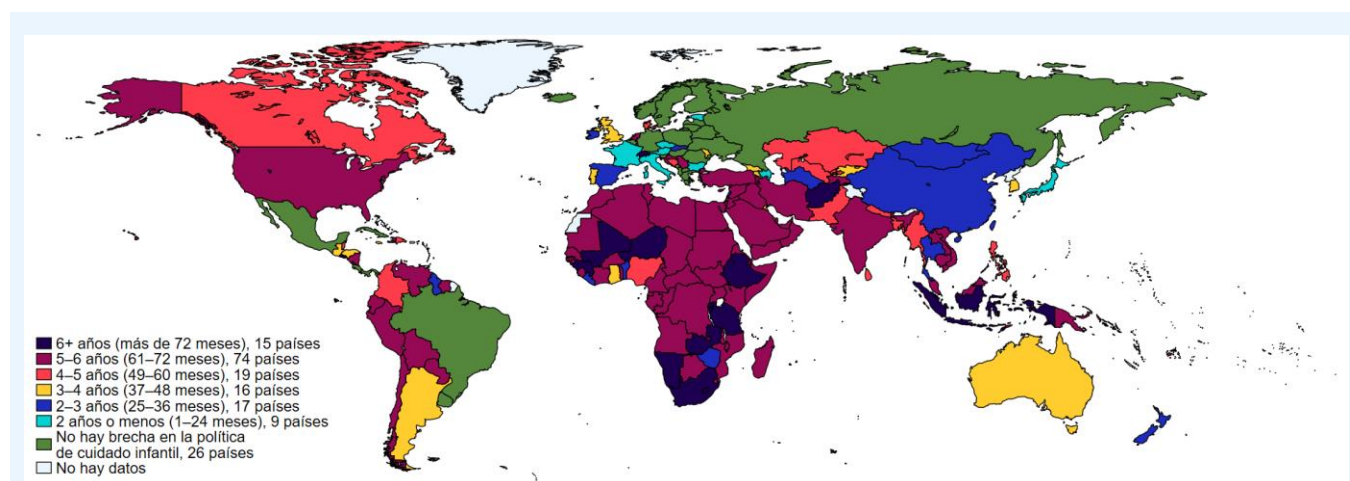 6+ años (más de 72 meses), 15 países
5–6 años (61–72 meses), 74 países
4–5 años (49–60 meses), 19 países
3–4 años (37–48 meses), 16 países
2–3 años (25–36 meses), 17 países
2 años o menos (1–24 meses), 9 países
No hay brecha en la política
de cuidado infantil, 26 países
No hay datos